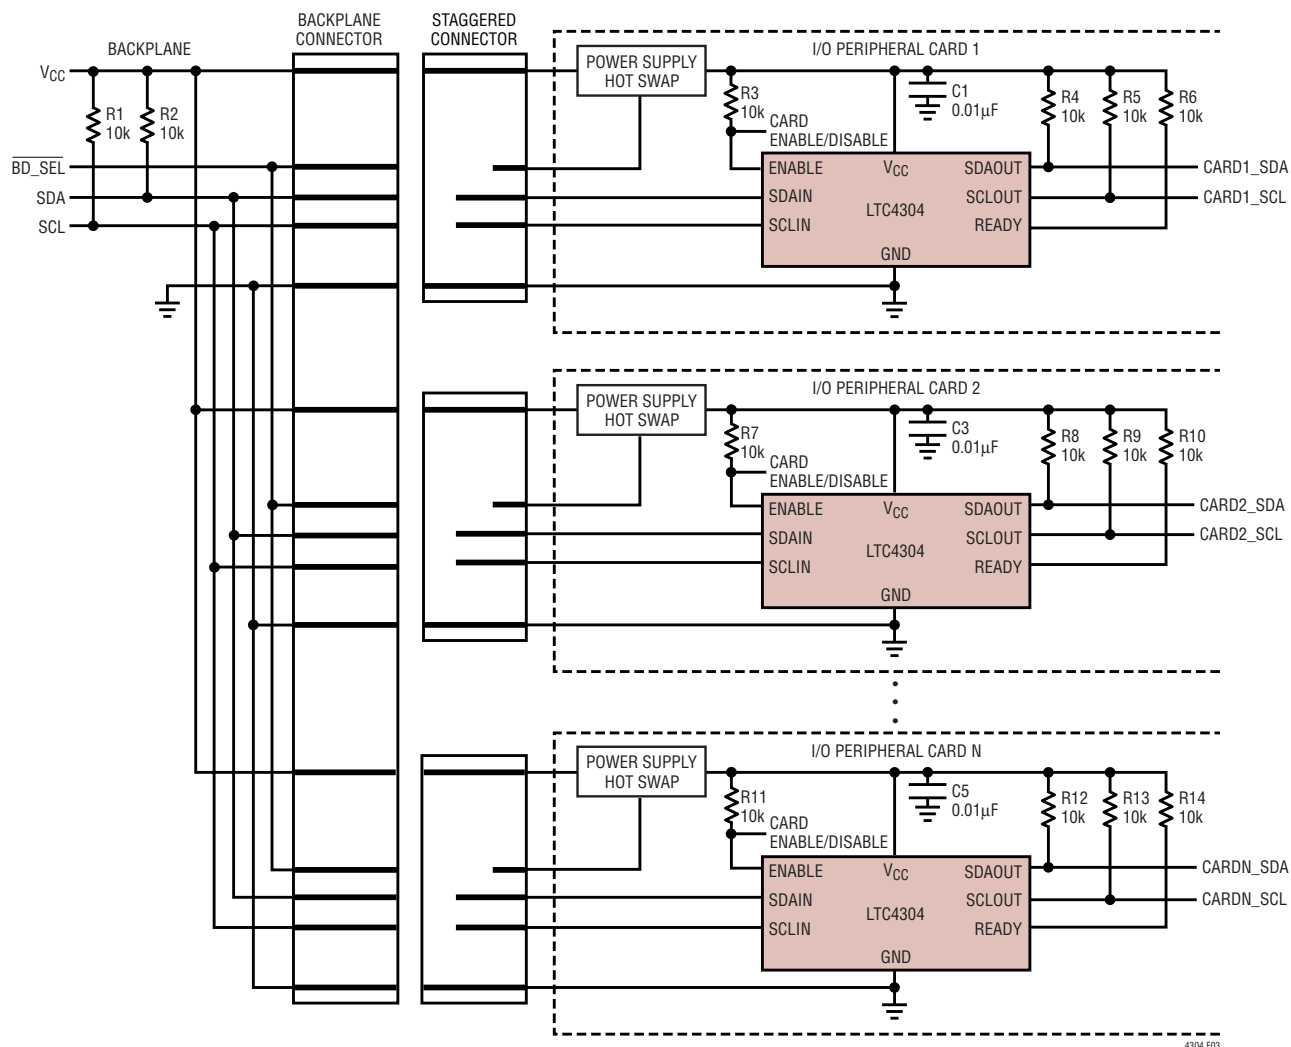 BACKPLANE
CONNECTOR
STAGGERED
CONNECTOR
BACKPLANE
VCC
R1
10k
R2
10k
BD_SEL
SDA
SCL
I/O PERIPHERAL CARD 1
POWER SUPPLY
HOT SWAP
R3
10k
CARD
ENABLE/DISABLE
C1
0.01µF
R4
10k
R5
10k
R6
10k
ENABLE
VCC
SDAOUT
CARD1_SDA
SDAIN
LTC4304
SCLOUT
CARD1_SCL
SCLIN
READY
GND
I/O PERIPHERAL CARD 2
POWER SUPPLY
HOT SWAP
R7
10k
CARD
ENABLE/DISABLE
C3
0.01µF
R8
10k
R9
10k
R10
10k
ENABLE
VCC
SDAOUT
CARD2_SDA
SDAIN
LTC4304
SCLOUT
CARD2_SCL
SCLIN
READY
GND
I/O PERIPHERAL CARD N
POWER SUPPLY
HOT SWAP
R11
10k
CARD
ENABLE/DISABLE
C5
0.01µF
R12
10k
R13
10k
R14
10k
ENABLE
VCC
SDAOUT
CARDN_SDA
SDAIN
LTC4304
SCLOUT
CARDN_SCL
SCLIN
READY
GND
4304 F03